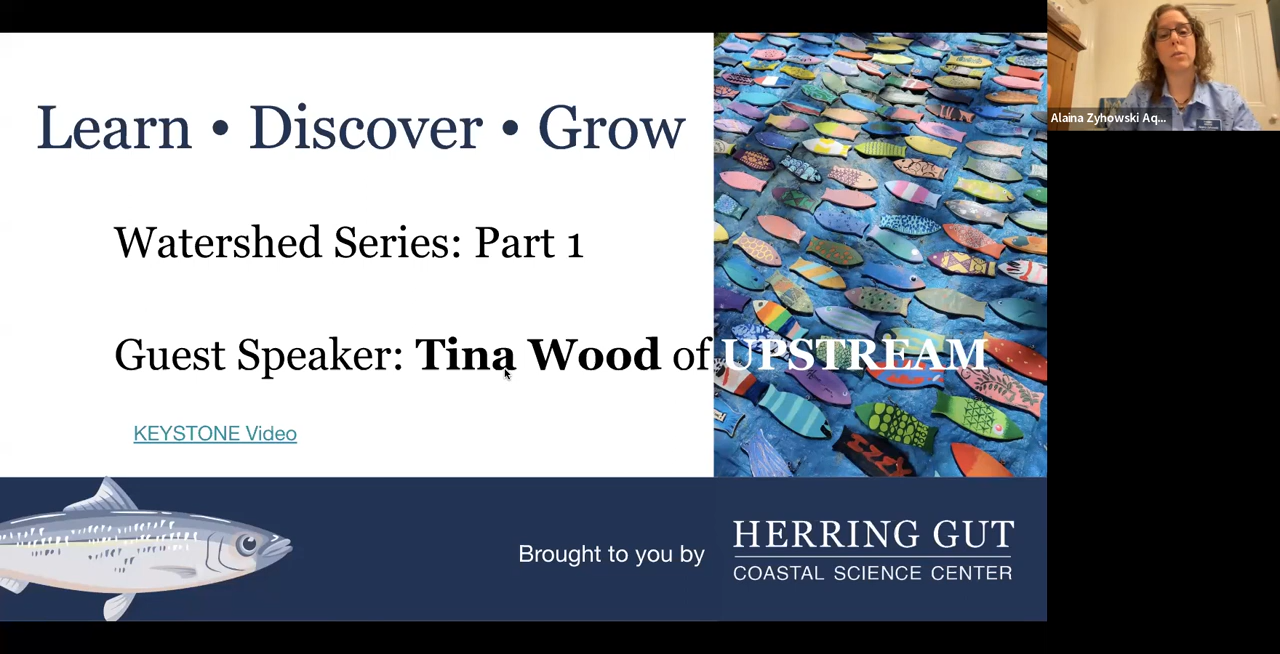 Learn • Discover • Grow
Watershed Series: Part 1
Guest Speaker: Tina Wood of UPSTREAM
KEYSTONE Video
Brought to you by
HERRING GUT
COASTAL SCIENCE CENTER
Alaina Zyhowski Aq...
IZZY